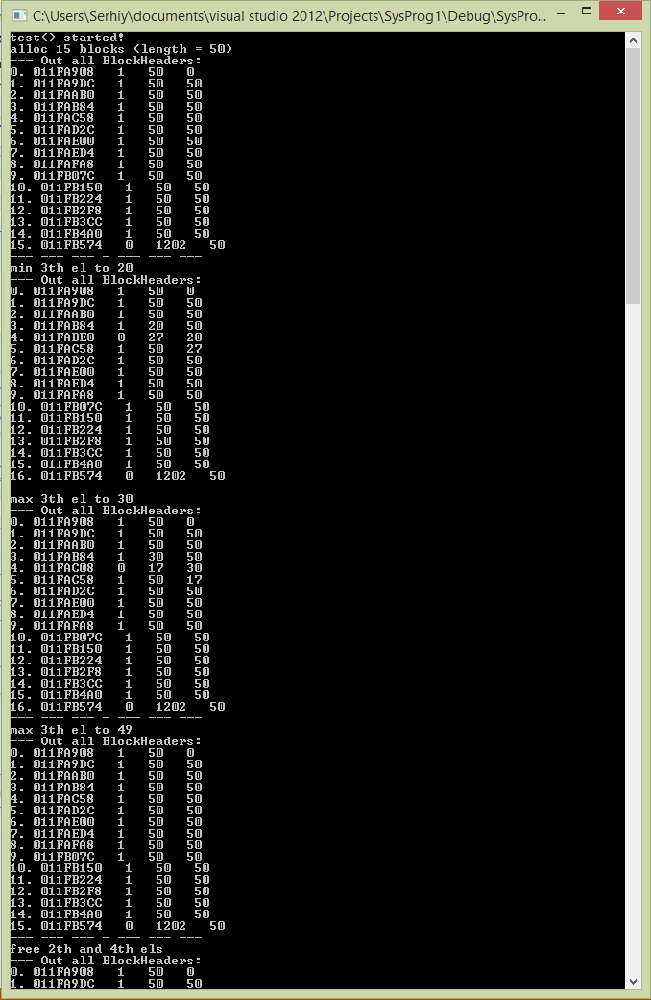 C:\Users\Serhiy\documents\visual studio 2012\Projects\SysProg1\Debug\SysPro...
test() started!
alloc 15 blocks (length = 50)
--- Out all BlockHeaders:
0. 011FA908 1 50 0
1. 011FA9DC 1 50 50
2. 011FAAB0 1 50 50
3. 011FAB84 1 50 50
4. 011FAC58 1 50 50
5. 011FAD2C 1 50 50
6. 011FAE00 1 50 50
7. 011FAED4 1 50 50
8. 011FAFA8 1 50 50
9. 011FB07C 1 50 50
10. 011FB150 1 50 50
11. 011FB224 1 50 50
12. 011FB2F8 1 50 50
13. 011FB3CC 1 50 50
14. 011FB4A0 1 50 50
15. 011FB574 0 1202 50
--- --- --- - --- --- ---
min 3th el to 20
--- Out all BlockHeaders:
0. 011FA908 1 50 0
1. 011FA9DC 1 50 50
2. 011FAAB0 1 50 50
3. 011FAB84 1 20 50
4. 011FABE0 0 27 20
5. 011FAC58 1 50 27
6. 011FAD2C 1 50 50
7. 011FAE00 1 50 50
8. 011FAED4 1 50 50
9. 011FAFA8 1 50 50
10. 011FB07C 1 50 50
11. 011FB150 1 50 50
12. 011FB224 1 50 50
13. 011FB2F8 1 50 50
14. 011FB3CC 1 50 50
15. 011FB4A0 1 50 50
16. 011FB574 0 1202 50
--- --- --- - --- --- ---
max 3th el to 30
--- Out all BlockHeaders:
0. 011FA908 1 50 0
1. 011FA9DC 1 50 50
2. 011FAAB0 1 50 50
3. 011FAB84 1 30 50
4. 011FAC08 0 17 30
5. 011FAC58 1 50 17
6. 011FAD2C 1 50 50
7. 011FAE00 1 50 50
8. 011FAED4 1 50 50
9. 011FAFA8 1 50 50
10. 011FB07C 1 50 50
11. 011FB150 1 50 50
12. 011FB224 1 50 50
13. 011FB2F8 1 50 50
14. 011FB3CC 1 50 50
15. 011FB4A0 1 50 50
16. 011FB574 0 1202 50
--- --- --- - --- --- ---
max 3th el to 49
--- Out all BlockHeaders:
0. 011FA908 1 50 0
1. 011FA9DC 1 50 50
2. 011FAAB0 1 50 50
3. 011FAB84 1 50 50
4. 011FAC58 1 50 50
5. 011FAD2C 1 50 50
6. 011FAE00 1 50 50
7. 011FAED4 1 50 50
8. 011FAFA8 1 50 50
9. 011FB07C 1 50 50
10. 011FB150 1 50 50
11. 011FB224 1 50 50
12. 011FB2F8 1 50 50
13. 011FB3CC 1 50 50
14. 011FB4A0 1 50 50
15. 011FB574 0 1202 50
--- --- --- - --- --- ---
free 2th and 4th els
--- Out all BlockHeaders:
0. 011FA908 1 50 0
1. 011FA9DC 1 50 50